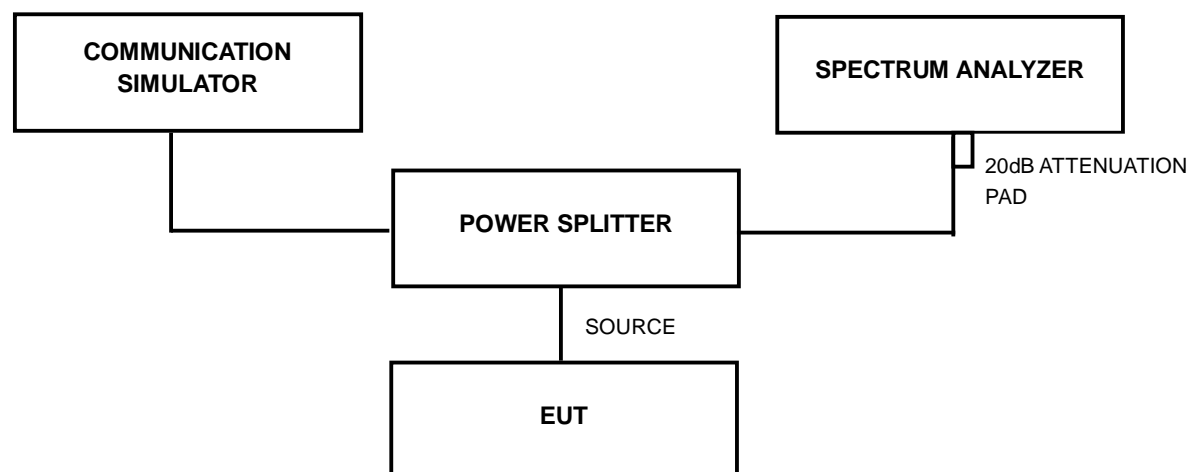 COMMUNICATION
SIMULATOR
SPECTRUM ANALYZER
20dB ATTENUATION
PAD
POWER SPLITTER
SOURCE
EUT